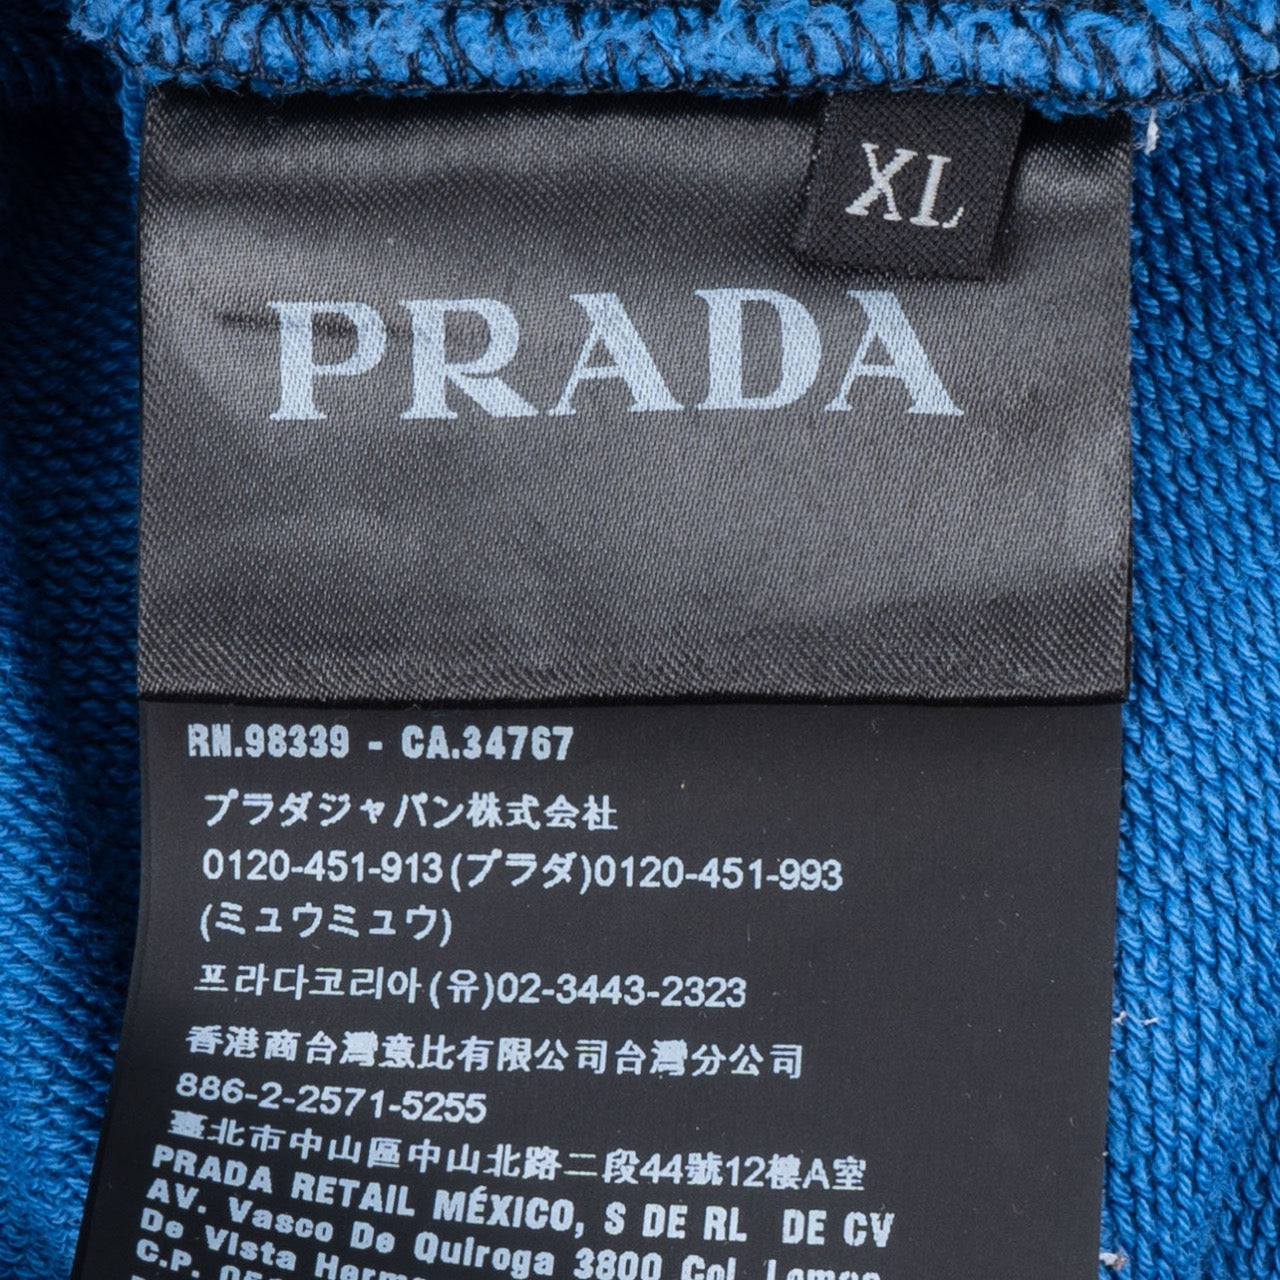 XL
PRADA
RN.98339 - CA.34767
プラダジャパン株式会社
0120-451-913(プラダ)0120-451-993
(ミュウミュウ)
프라다코리아(유)02-3443-2323
香港商台灣意比有限公司台灣分公司
886-2-2571-5255
臺北市中山區中山北路二段44號12樓A室
PRADA RETAIL MÉXICO, S DE RL DE CV
AV. Vasco De Quiroga 3800 Col. Lomas
De Vista
C.P.